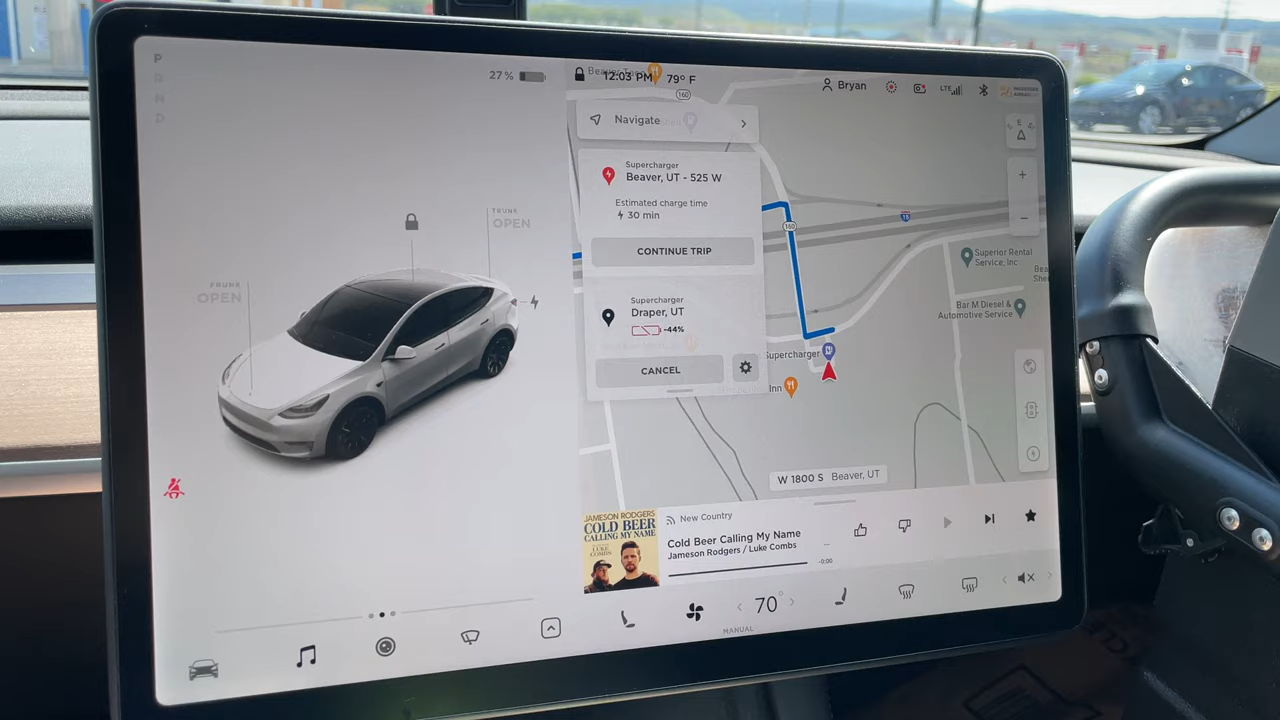 P
R
N
D
27 %
12:03 PM
79° F
Bryan
LTE
160
Navigate
E
Supercharger
Beaver, UT - 525 W
Estimated charge time
30 min
CONTINUE TRIP
Supercharger
Draper, UT
-44%
CANCEL
TRUNK
OPEN
FRUNK
OPEN
160
15
Superior Rental
Service, Inc
Bar M Diesel &
Automotive Service
Supercharger
Inn
W 1800 S Beaver, UT
JAMESON RODGERS
COLD BEER
CALLING MY NAME
LUKE COMBS
New Country
Cold Beer Calling My Name
Jameson Rodgers / Luke Combs
-0:00
70°
MANUAL